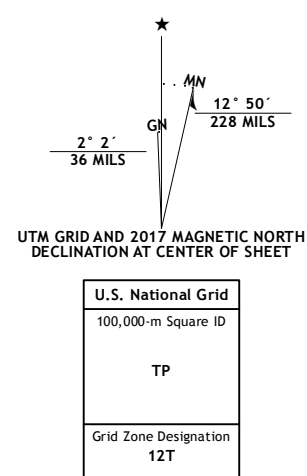 ★
MN
GN
12° 50´
228 MILS
2° 2´
36 MILS
UTM GRID AND 2017 MAGNETIC NORTH
DECLINATION AT CENTER OF SHEET
U.S. National Grid
100,000-m Square ID
TP
Grid Zone Designation
12T